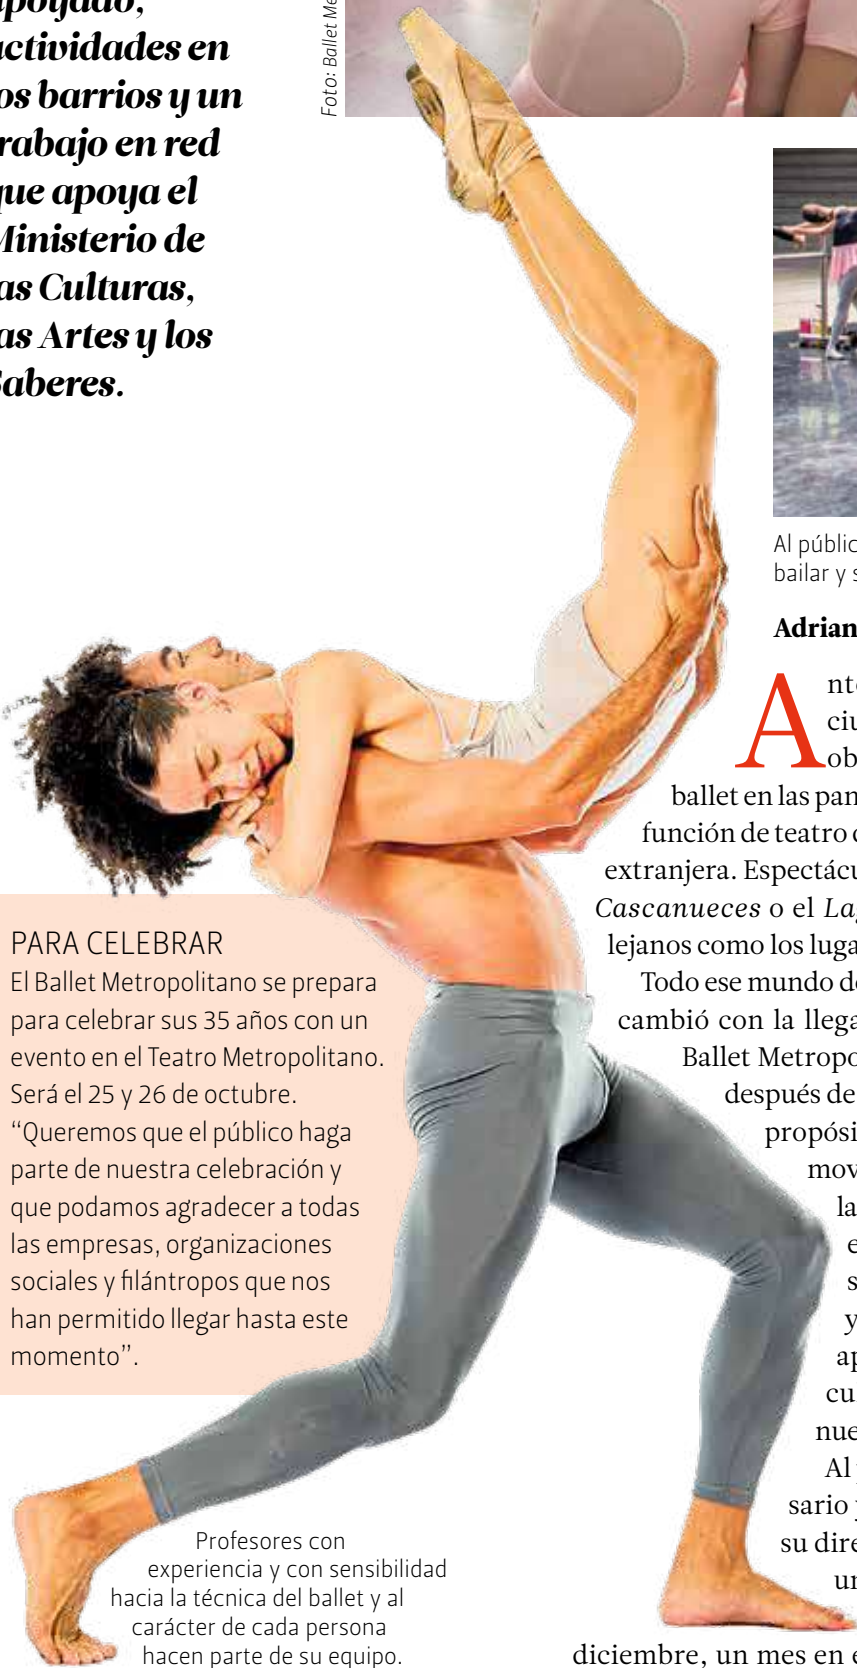 apoyado,
actividades en
los barrios y un
trabajo en red
que apoya el
Ministerio de
las Culturas,
las Artes y los
Saberes.
Foto: Ballet Me
Al públic
bailar y s
Adrian
Ante
ciu
ob
ballet en las pan
función de teatro d
extranjera. Espectácu
Cascanueces o el Lag
lejanos como los luga
Todo ese mundo de
cambió con la llega
Ballet Metropo
después de
propósi
mov
la
e
s
y
ap
cu
nue
Al
sario
su dire
un
diciembre, un mes en e
PARA CELEBRAR
El Ballet Metropolitano se prepara
para celebrar sus 35 años con un
evento en el Teatro Metropolitano.
Será el 25 y 26 de octubre.
“Queremos que el público haga
parte de nuestra celebración y
que podamos agradecer a todas
las empresas, organizaciones
sociales y filántropos que nos
han permitido llegar hasta este
momento”.
Profesores con
experiencia y con sensibilidad
hacia la técnica del ballet y al
carácter de cada persona
hacen parte de su equipo.